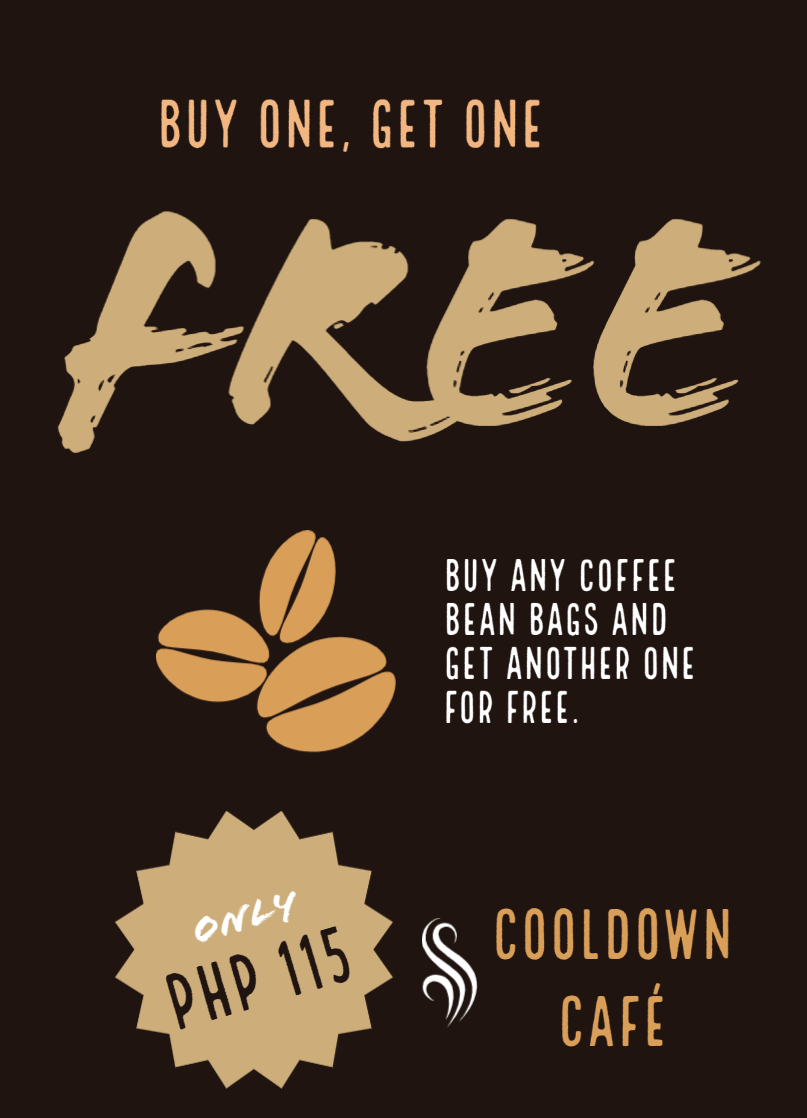 BUY ONE, GET ONE
FREE
BUY ANY COFFEE
BEAN BAGS AND
GET ANOTHER ONE
FOR FREE.
ONLY
PHP 115
COOLDOWN
CAFÉ